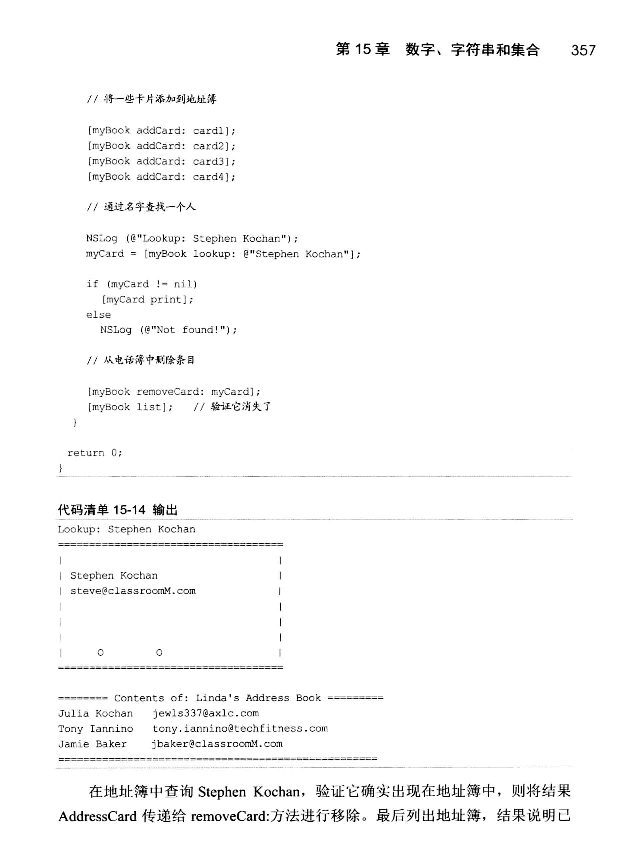 第 15 章 数字、字符串和集合 357
// 将一些卡片添加到地址簿
[myBook addCard: card1];
[myBook addCard: card2];
[myBook addCard: card3];
[myBook addCard: card4];
// 通过名字查找一个人
NSLog (@"Lookup: Stephen Kochan");
myCard = [myBook lookup: @"Stephen Kochan"];
if (myCard != nil)
[myCard print];
else
NSLog (@"Not found!");
// 从电话簿中删除条目
[myBook removeCard: myCard];
[myBook list]; // 验证它消失了
}
return 0;
}
代码清单 15-14 输出
Lookup: Stephen Kochan
====================================
| |
| Stephen Kochan |
| steve@classroomM.com |
| |
| |
| |
| O O |
====================================
======== Contents of: Linda's Address Book =========
Julia Kochan jewls337@axlc.com
Tony Iannino tony.iannino@techfitness.com
Jamie Baker jbaker@classroomM.com
===================================================
在地址簿中查询 Stephen Kochan，验证它确实出现在地址簿中，则将结果
AddressCard 传递给 removeCard:方法进行移除。最后列出地址簿，结果说明已